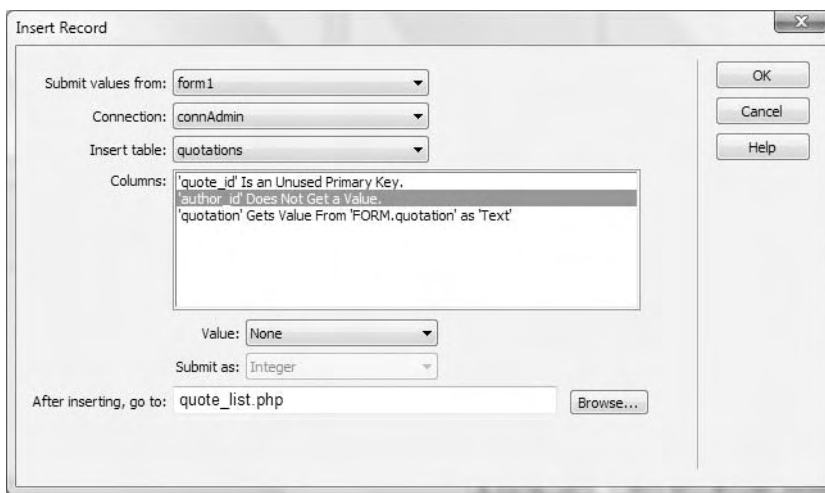 Insert Record
Submit values from: form1
OK
Connection: connAdmin
Cancel
Insert table: quotations
Help
Columns: 'quote_id' Is an Unused Primary Key.
'author_id' Does Not Get a Value.
'quotation' Gets Value From 'FORM.quotation' as 'Text'
Value: None
Submit as: Integer
After inserting, go to: quote_list.php Browse...